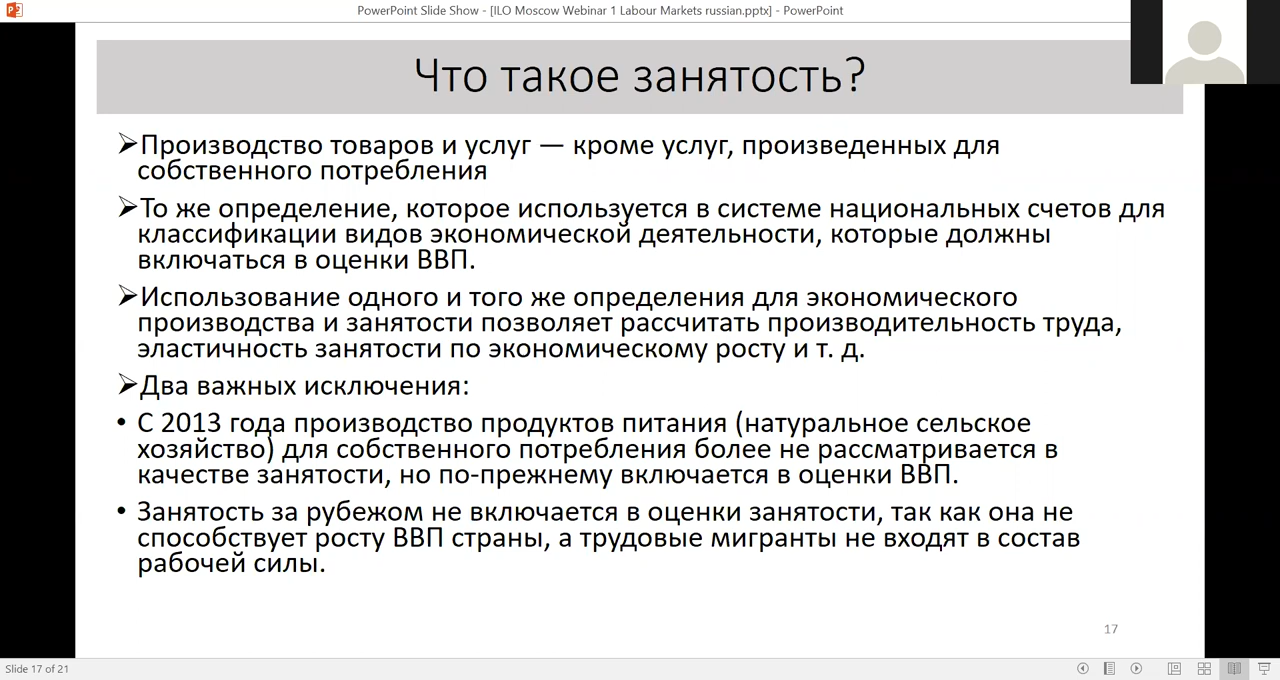 PowerPoint Slide Show - [ILO Moscow Webinar 1 Labour Markets russian.pptx] - PowerPoint
Что такое занятость?
➢Производство товаров и услуг — кроме услуг, произведенных для
собственного потребления
➢То же определение, которое используется в системе национальных счетов для
классификации видов экономической деятельности, которые должны
включаться в оценки ВВП.
➢Использование одного и того же определения для экономического
производства и занятости позволяет рассчитать производительность труда,
эластичность занятости по экономическому росту и т. д.
➢Два важных исключения:
• С 2013 года производство продуктов питания (натуральное сельское
хозяйство) для собственного потребления более не рассматривается в
качестве занятости, но по-прежнему включается в оценки ВВП.
• Занятость за рубежом не включается в оценки занятости, так как она не
способствует росту ВВП страны, а трудовые мигранты не входят в состав
рабочей силы.
17
Slide 17 of 21